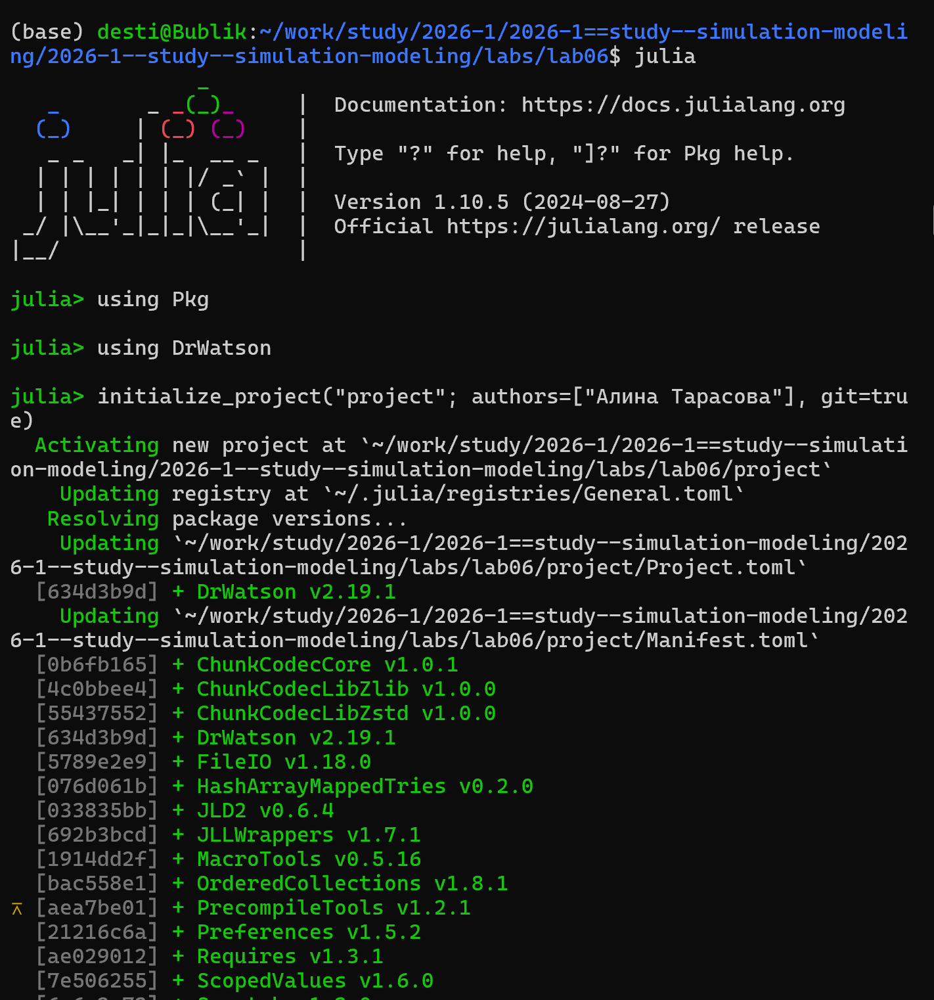 (base) desti@Bublik:~/work/study/2026-1/2026-1==study--simulation-modeli
ng/2026-1--study--simulation-modeling/labs/lab06$ julia
Documentation: https://docs.julialang.org
Type "?" for help, "]?" for Pkg help.
Version 1.10.5 (2024-08-27)
Official https://julialang.org/ release
julia> using Pkg
julia> using DrWatson
julia> initialize_project("project"; authors=["Алина Тарасова"], git=tru
e)
Activating new project at `~/work/study/2026-1/2026-1==study--simulati
on-modeling/2026-1--study--simulation-modeling/labs/lab06/project`
Updating registry at `~/.julia/registries/General.toml`
Resolving package versions...
Updating `~/work/study/2026-1/2026-1==study--simulation-modeling/202
6-1--study--simulation-modeling/labs/lab06/project/Project.toml`
[634d3b9d] + DrWatson v2.19.1
Updating `~/work/study/2026-1/2026-1==study--simulation-modeling/202
6-1--study--simulation-modeling/labs/lab06/project/Manifest.toml`
[0b6fb165] + ChunkCodecCore v1.0.1
[4c0bbee4] + ChunkCodecLibZlib v1.0.0
[55437552] + ChunkCodecLibZstd v1.0.0
[634d3b9d] + DrWatson v2.19.1
[5789e2e9] + FileIO v1.18.0
[076d061b] + HashArrayMappedTries v0.2.0
[033835bb] + JLD2 v0.6.4
[692b3bcd] + JLLWrappers v1.7.1
[1914dd2f] + MacroTools v0.5.16
[bac558e1] + OrderedCollections v1.8.1
⌅ [aea7be01] + PrecompileTools v1.2.1
[21216c6a] + Preferences v1.5.2
[ae029012] + Requires v1.3.1
[7e506255] + ScopedValues v1.6.0